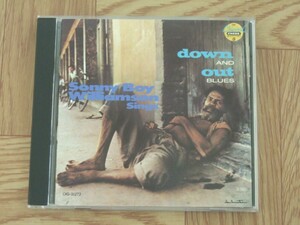 down
AND
out
BLUES
Sonny Boy
Williamson
Sings